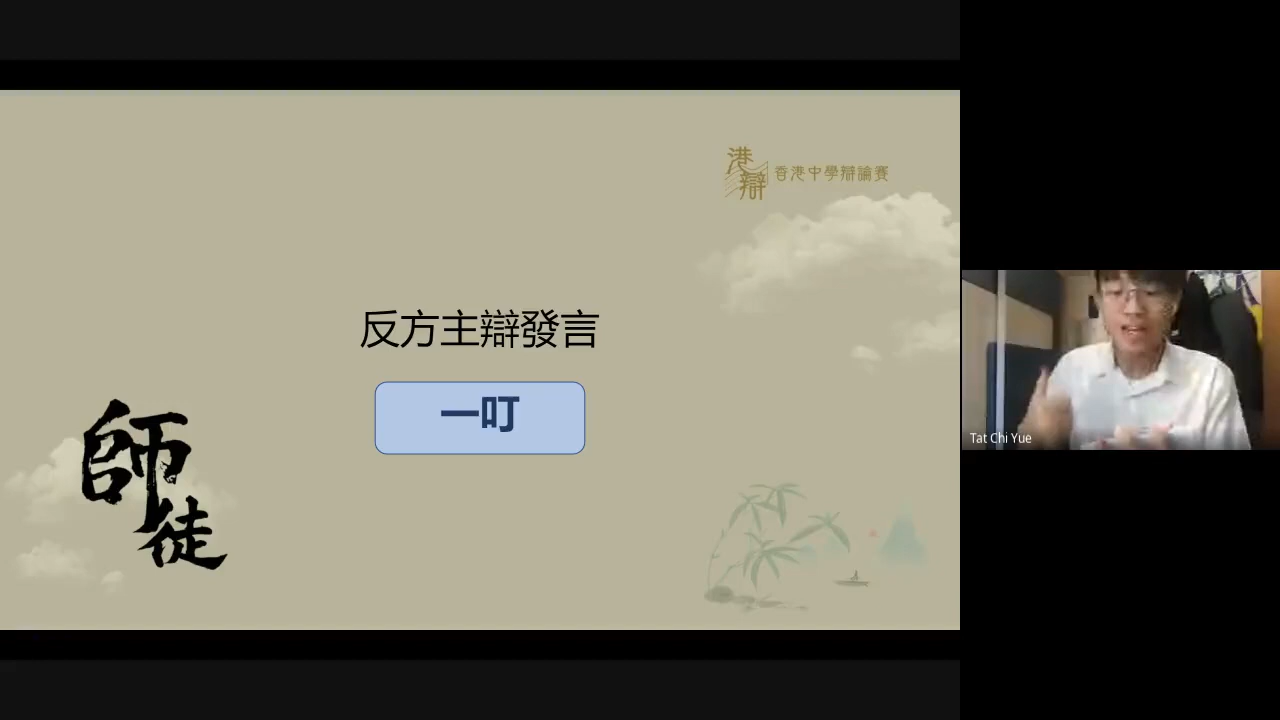 港辯
香港中學辯論賽
反方主辯發言
一叮
師徒
Tat Chi Yue